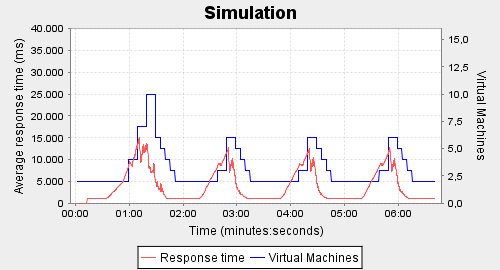 Simulation
Average response time (ms)
40.000
35.000
30.000
25.000
20.000
15.000
10.000
5.000
0
15,0
12,5
10,0
7,5
5,0
2,5
0,0
Virtual Machines
00:00 01:00 02:00 03:00 04:00 05:00 06:00
Time (minutes:seconds)
Response time Virtual Machines